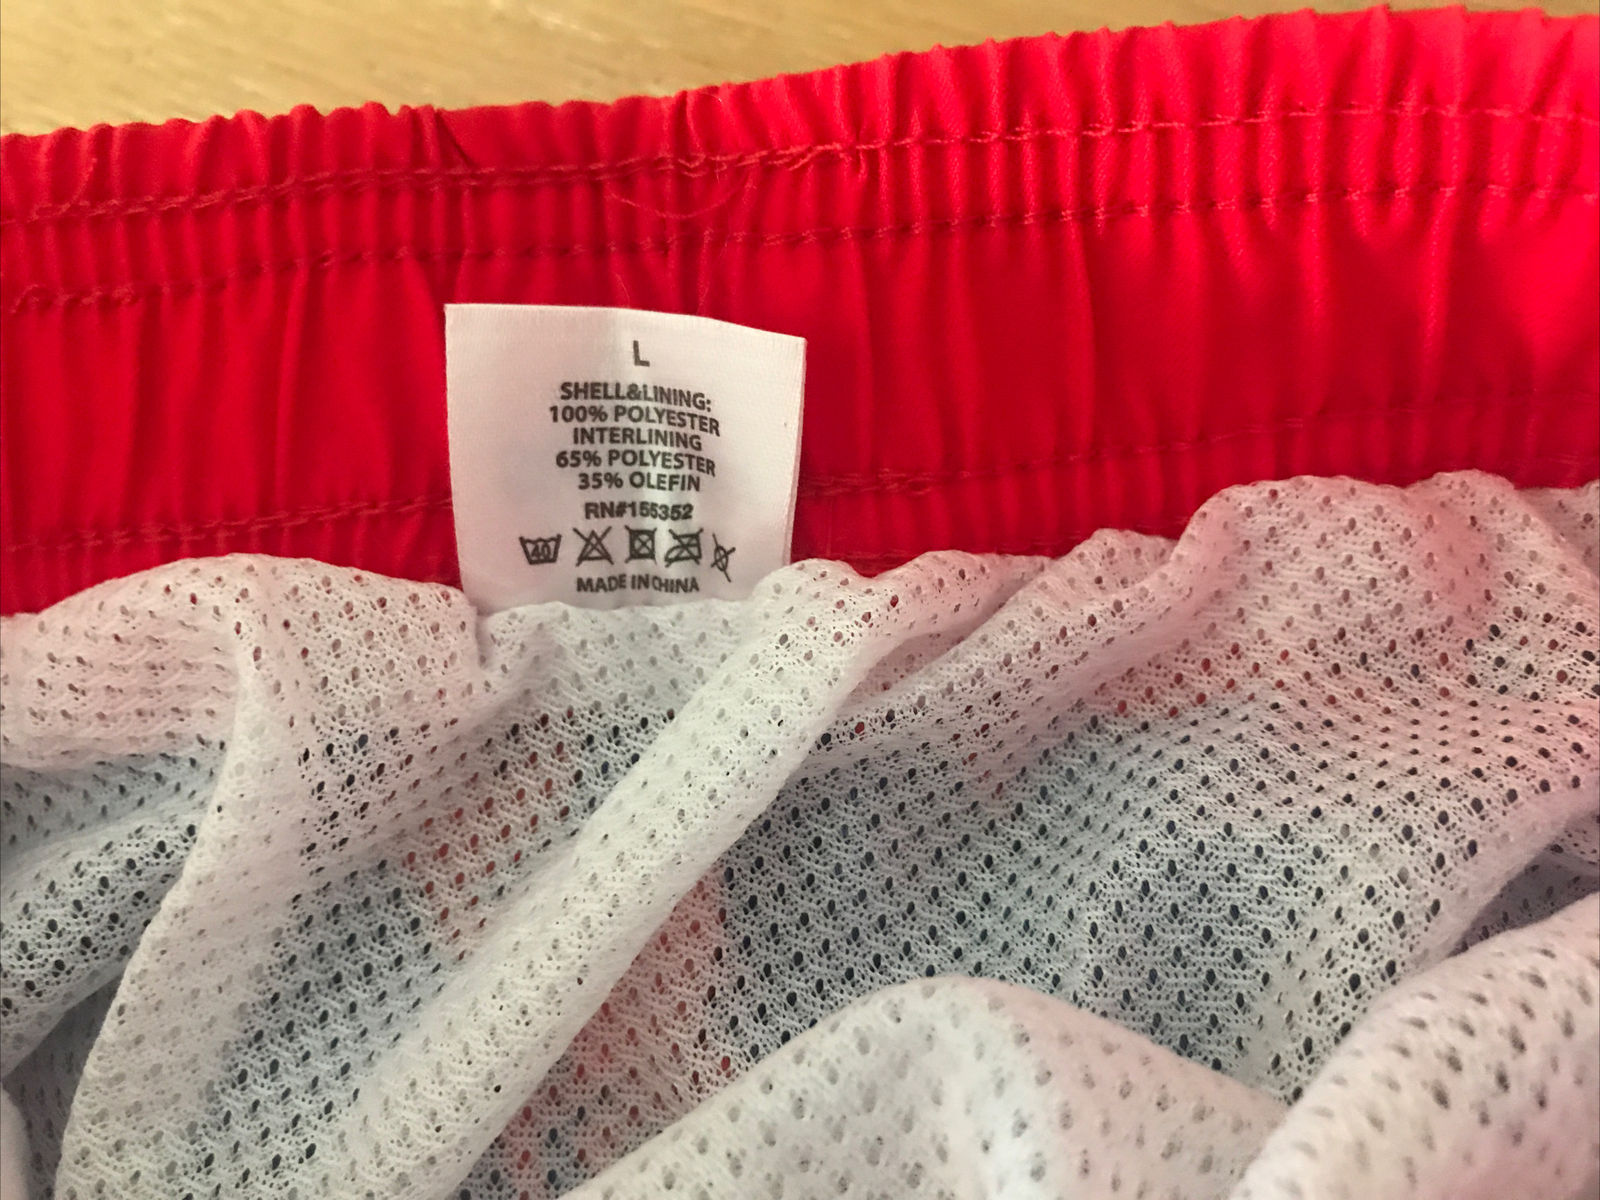 L
SHELL&LINING:
100% POLYESTER
INTERLINING
65% POLYESTER
35% OLEFIN
RN#155352
40
MADE IN CHINA